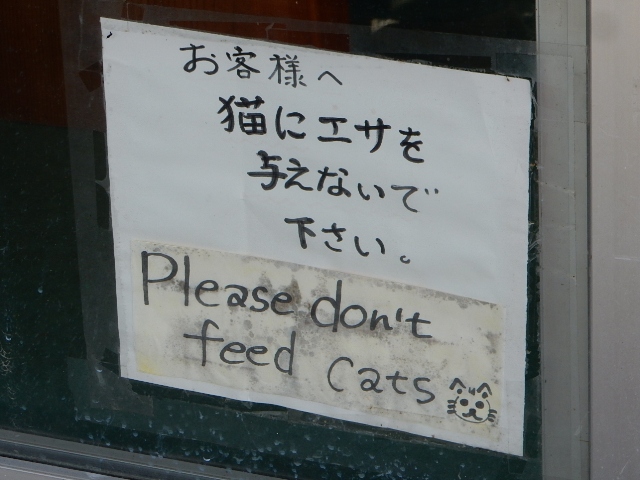 お客様へ
猫にエサを
与えないで
下さい。
Please don't
feed cats